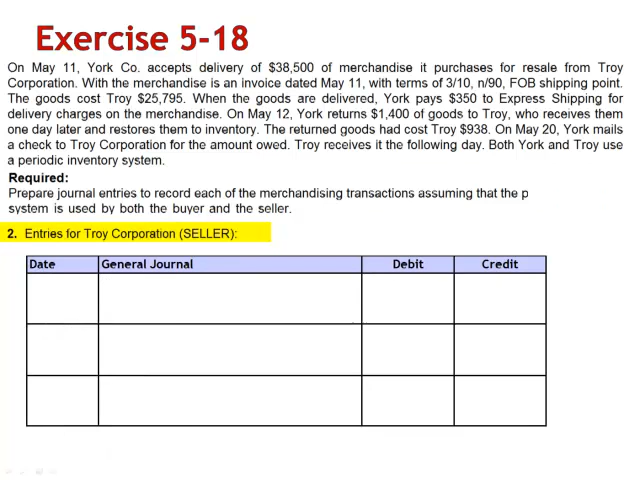 Exercise 5-18
On May 11, York Co. accepts delivery of $38,500 of merchandise it purchases for resale from Troy
Corporation. With the merchandise is an invoice dated May 11, with terms of 3/10, n/90, FOB shipping point.
The goods cost Troy $25,795. When the goods are delivered, York pays $350 to Express Shipping for
delivery charges on the merchandise. On May 12, York returns $1,400 of goods to Troy, who receives them
one day later and restores them to inventory. The returned goods had cost Troy $938. On May 20, York mails
a check to Troy Corporation for the amount owed. Troy receives it the following day. Both York and Troy use
a periodic inventory system.
Required:
Prepare journal entries to record each of the merchandising transactions assuming that the p
system is used by both the buyer and the seller.
2. Entries for Troy Corporation (SELLER):
Date General Journal Debit Credit